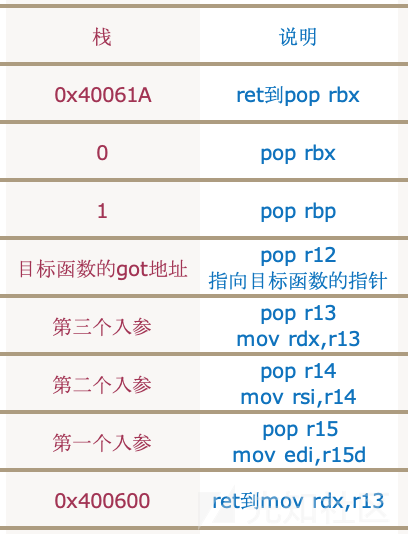 栈 说明
0x40061A ret到pop rbx
0 pop rbx
1 pop rbp
目标函数的got地址 pop r12
指向目标函数的指针
第三个入参 pop r13
mov rdx,r13
第二个入参 pop r14
mov rsi,r14
第一个入参 pop r15
mov edi,r15d
0x400600 ret到mov rdx,r13